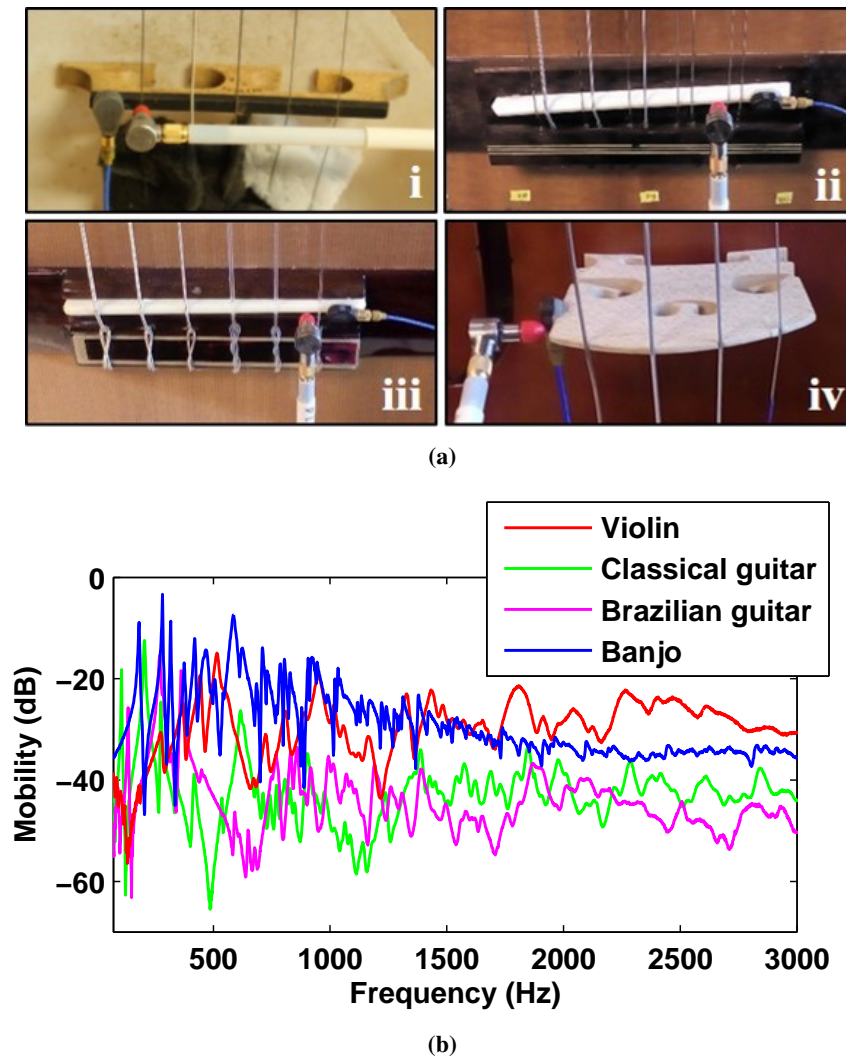 i
ii
iii
iv
(a)
Violin
Classical guitar
Brazilian guitar
Banjo
0
−20
−40
−60
Mobility (dB)
500 1000 1500 2000 2500 3000
Frequency (Hz)
(b)